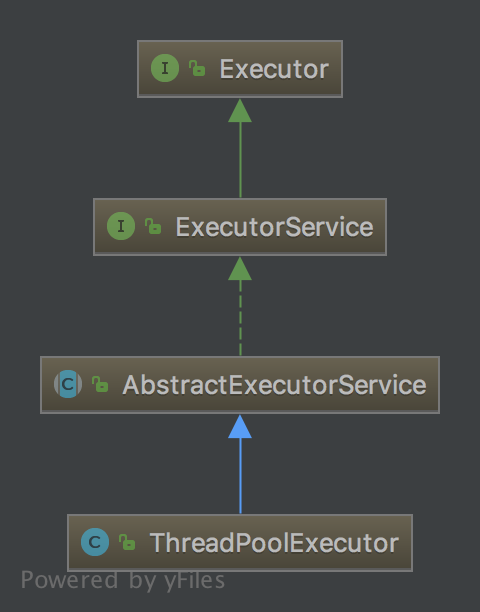 I Executor
I ExecutorService
C AbstractExecutorService
C ThreadPoolExecutor
Powered by yFiles